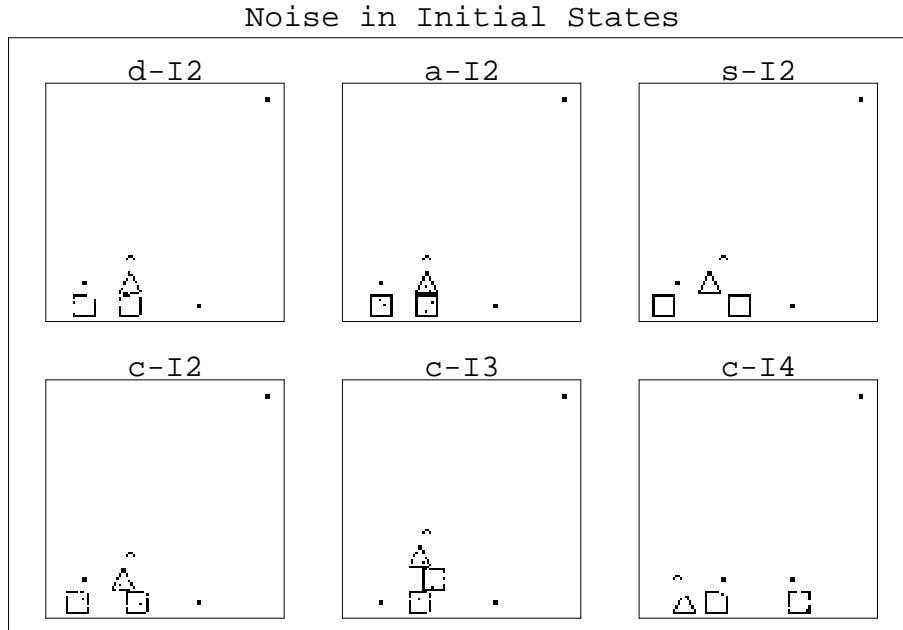 Noise in Initial States
d-I2 a-I2 s-I2
c-I2 c-I3 c-I4